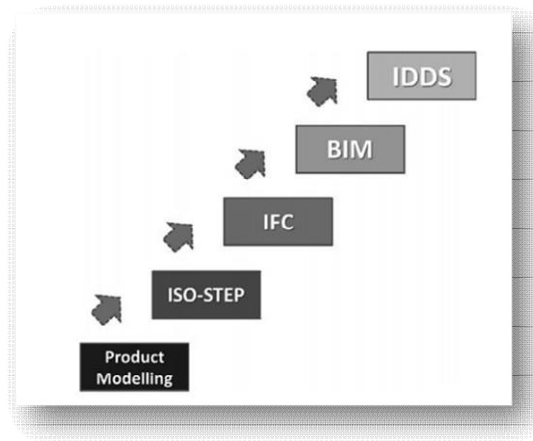 IDDS
BIM
IFC
ISO-STEP
Product
Modelling